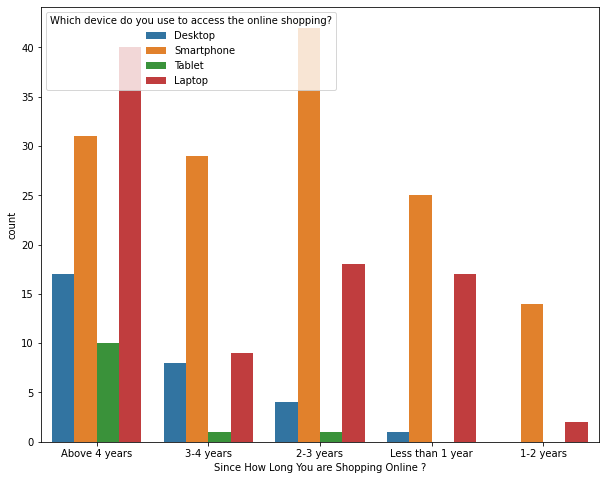 Which device do you use to access the online shopping?
Desktop
Smartphone
Tablet
Laptop
40
35
30
25
20
15
10
5
0
count
Above 4 years
3-4 years
2-3 years
Less than 1 year
1-2 years
Since How Long You are Shopping Online ?